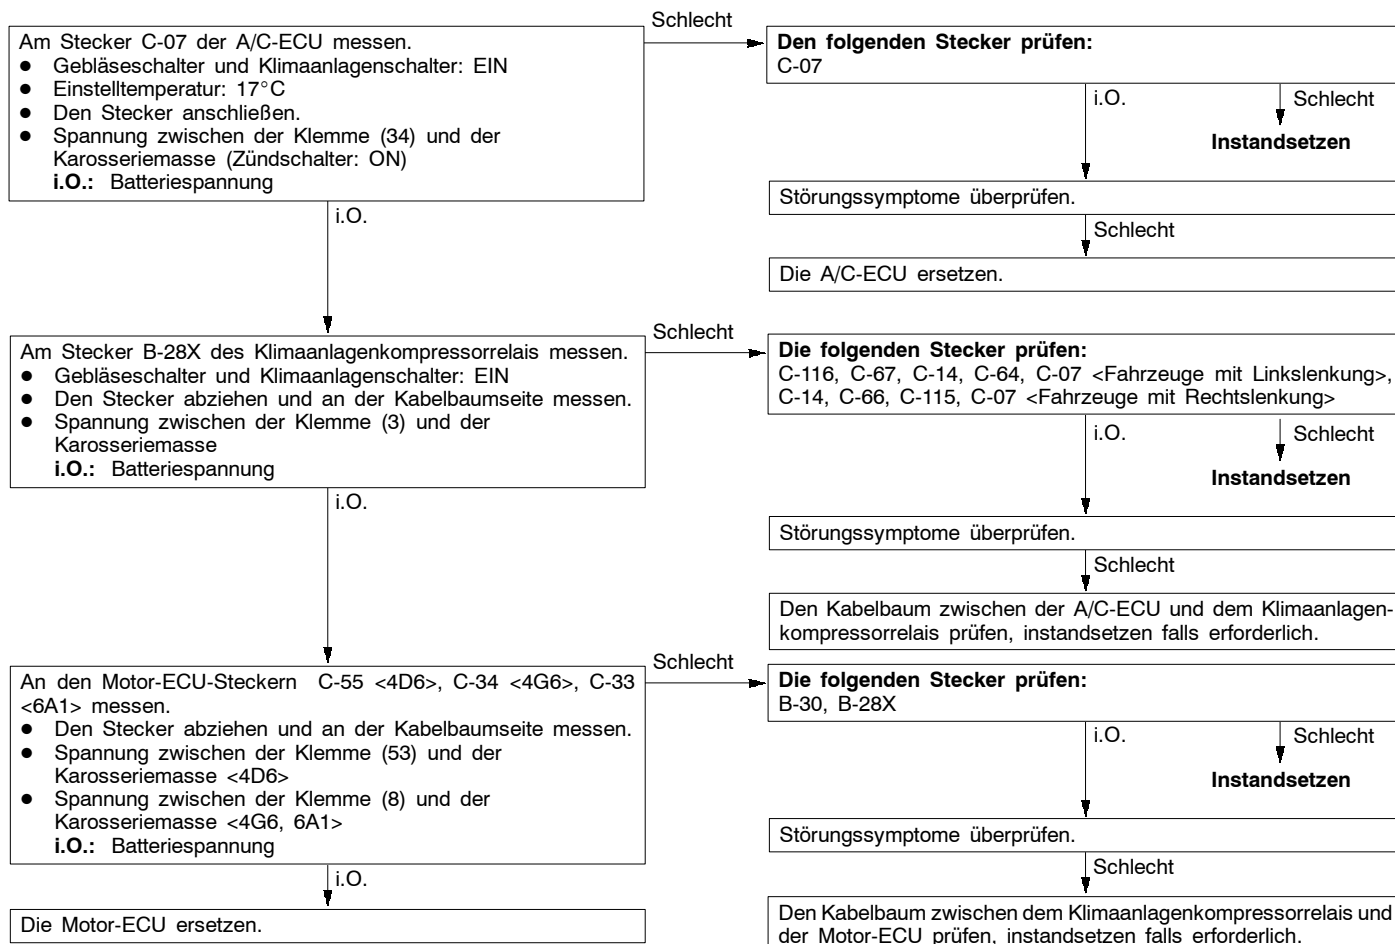 Schlecht
Am Stecker C-07 der A/C-ECU messen.
● Gebläseschalter und Klimaanlagenschalter: EIN
● Einstelltemperatur: 17°C
● Den Stecker anschließen.
● Spannung zwischen der Klemme (34) und der
Karosseriemasse (Zündschalter: ON)
i.O.: Batteriespannung
Den folgenden Stecker prüfen:
C-07
i.O.
Schlecht
Instandsetzen
Störungssymptome überprüfen.
Schlecht
Die A/C-ECU ersetzen.
i.O.
Schlecht
Am Stecker B-28X des Klimaanlagenkompressorrelais messen.
● Gebläseschalter und Klimaanlagenschalter: EIN
● Den Stecker abziehen und an der Kabelbaumseite messen.
● Spannung zwischen der Klemme (3) und der
Karosseriemasse
i.O.: Batteriespannung
Die folgenden Stecker prüfen:
C-116, C-67, C-14, C-64, C-07 <Fahrzeuge mit Linkslenkung>,
C-14, C-66, C-115, C-07 <Fahrzeuge mit Rechtslenkung>
i.O.
Schlecht
Instandsetzen
Störungssymptome überprüfen.
Schlecht
Den Kabelbaum zwischen der A/C-ECU und dem Klimaanlagen-
kompressorrelais prüfen, instandsetzen falls erforderlich.
i.O.
Schlecht
An den Motor-ECU-Steckern C-55 <4D6>, C-34 <4G6>, C-33
<6A1> messen.
● Den Stecker abziehen und an der Kabelbaumseite messen.
● Spannung zwischen der Klemme (53) und der
Karosseriemasse <4D6>
● Spannung zwischen der Klemme (8) und der
Karosseriemasse <4G6, 6A1>
i.O.: Batteriespannung
Die folgenden Stecker prüfen:
B-30, B-28X
i.O.
Schlecht
Instandsetzen
Störungssymptome überprüfen.
Schlecht
Den Kabelbaum zwischen dem Klimaanlagenkompressorrelais und
der Motor-ECU prüfen, instandsetzen falls erforderlich.
i.O.
Die Motor-ECU ersetzen.